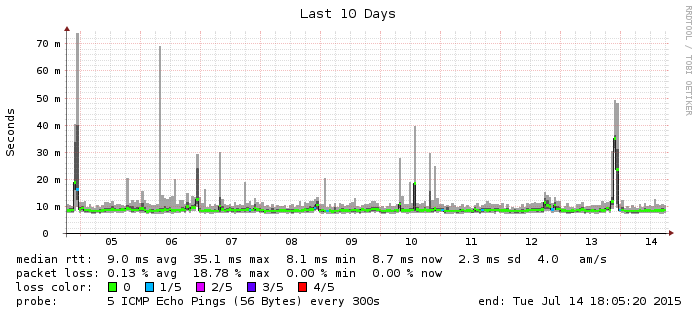 Last 10 Days
RRDTOOL / TOBI OETIKER
Seconds
70 m
60 m
50 m
40 m
30 m
20 m
10 m
0
05 06 07 08 09 10 11 12 13 14
median rtt: 9.0 ms avg 35.1 ms max 8.1 ms min 8.7 ms now 2.3 ms sd 4.0 am/s
packet loss: 0.13 % avg 18.78 % max 0.00 % min 0.00 % now
loss color: 0 1/5 2/5 3/5 4/5
probe: 5 ICMP Echo Pings (56 Bytes) every 300s end: Tue Jul 14 18:05:20 2015